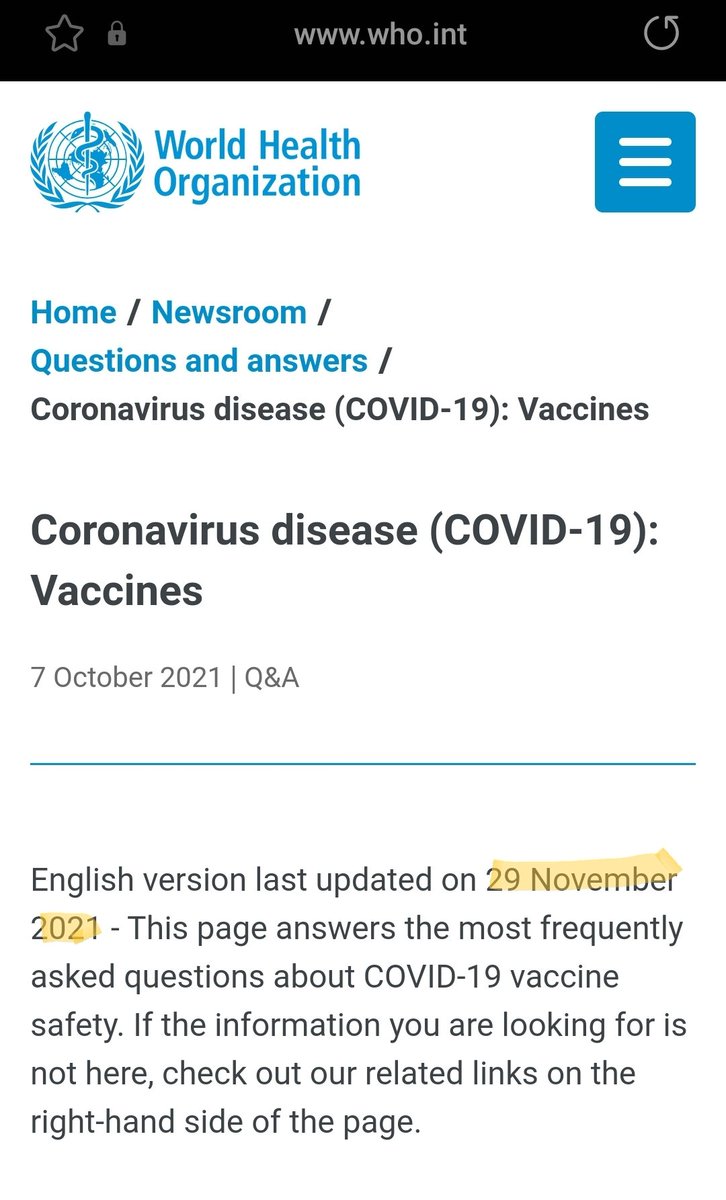 www.who.int
World Health
Organization
Home / Newsroom /
Questions and answers /
Coronavirus disease (COVID-19): Vaccines
Coronavirus disease (COVID-19):
Vaccines
7 October 2021 | Q&A
English version last updated on 29 November
2021 - This page answers the most frequently
asked questions about COVID-19 vaccine
safety. If the information you are looking for is
not here, check out our related links on the
right-hand side of the page.